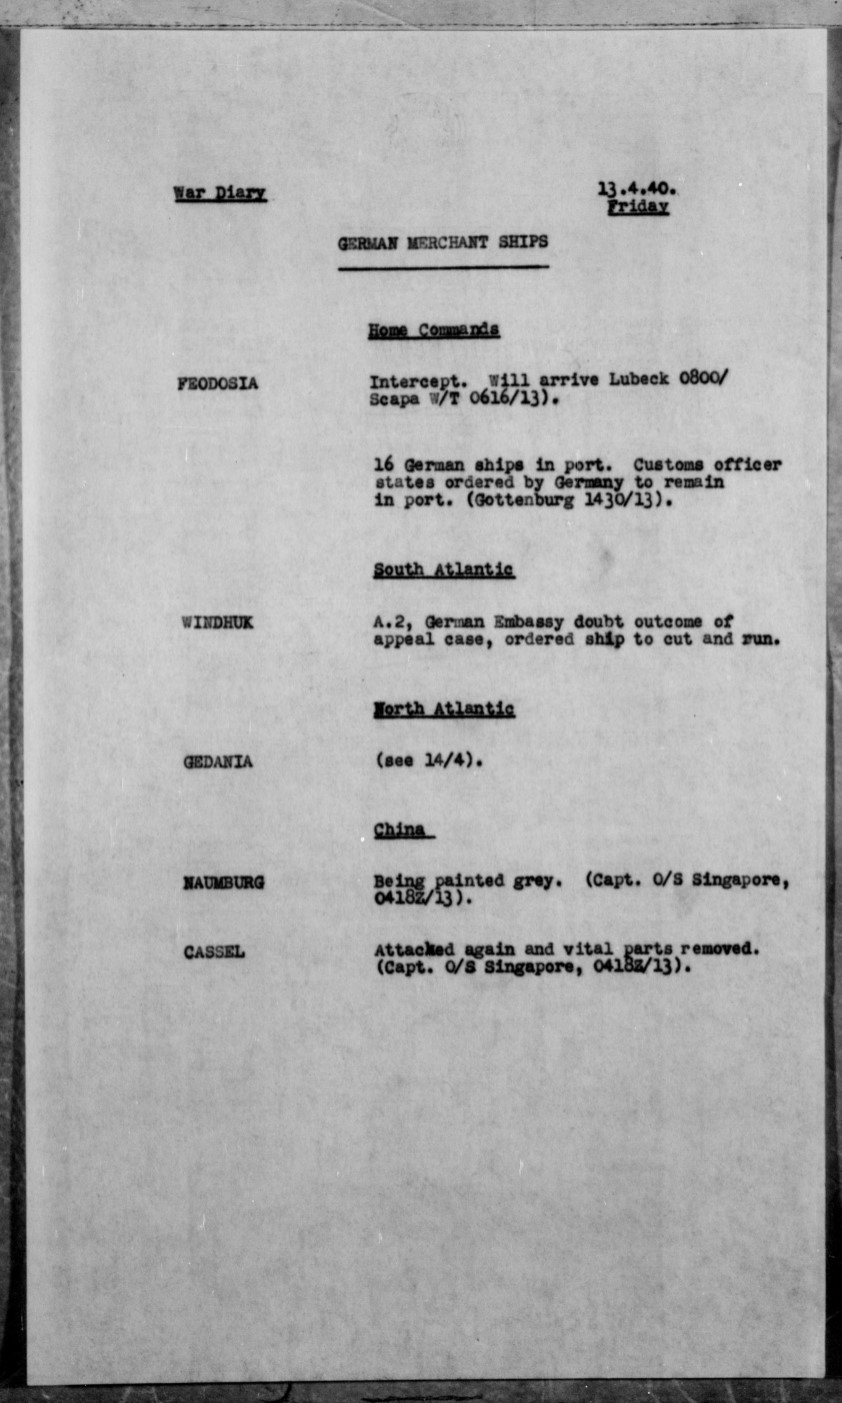 War Diary
13.4.40.
Friday
GERMAN MERCHANT SHIPS
Home Commands
FEODOSIA
Intercept. Will arrive Lubeck 0800/
Scapa W/T 0616/13).
16 German ships in port. Customs officer
states ordered by Germany to remain
in port. (Gottenburg 1430/13).
South Atlantic
WINDHUK
A.2, German Embassy doubt outcome of
appeal case, ordered ship to cut and run.
North Atlantic
GEDANIA
(see 14/4).
China
NAUMBURG
Being painted grey. (Capt. O/S Singapore,
0418Z/13).
CASSEL
Attacked again and vital parts removed.
(Capt. O/S Singapore, 0418Z/13).